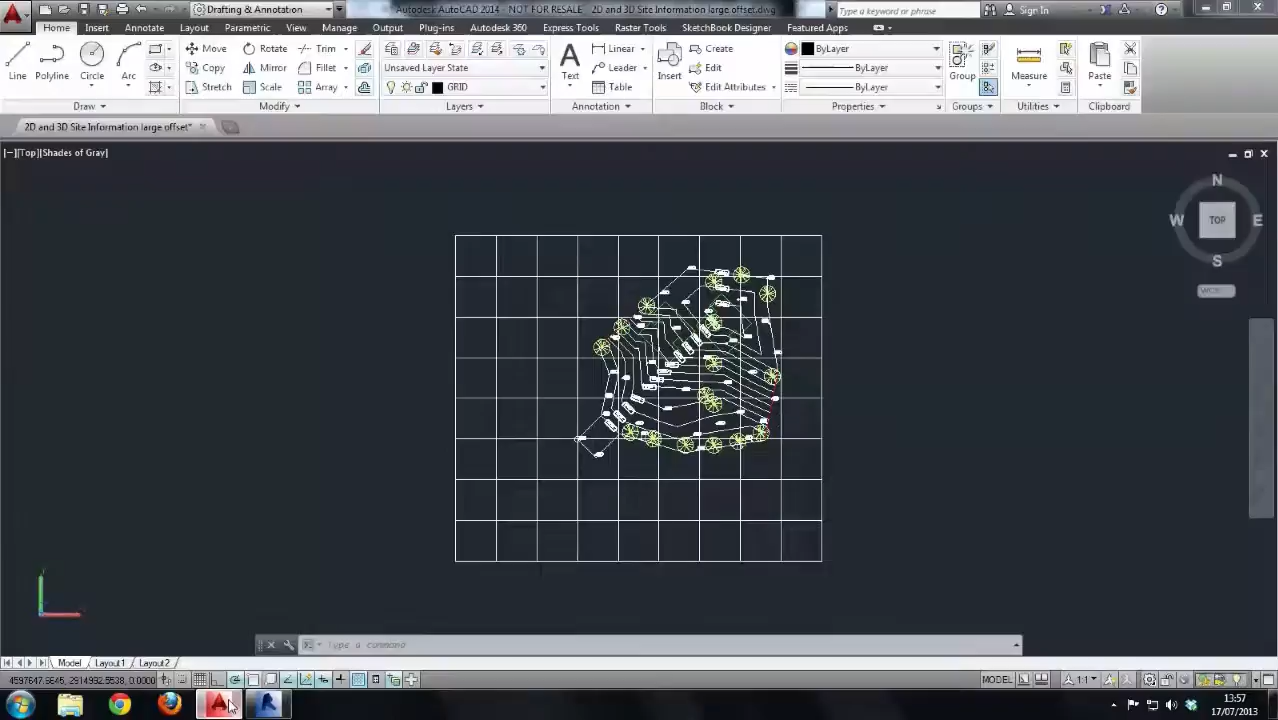 Drafting & Annotation
Autodesk AutoCAD 2014 - NOT FOR RESALE 2D and 3D Site Information large offset.dwg
Type a keyword or phrase
Sign In
Home Insert Annotate Layout Parametric View Manage Output Plug-ins Autodesk 360 Express Tools Raster Tools SketchBook Designer Featured Apps
Move Rotate Trim Linear Create ByLayer
Line Polyline Circle Arc Copy Mirror Fillet Unsaved Layer State Text Leader Insert Edit ByLayer Group Measure Paste
Stretch Scale Array GRID Table Edit Attributes ByLayer
Draw Modify Layers Annotation Block Properties Groups Utilities Clipboard
2D and 3D Site Information large offset*
[−][Top][Shades of Gray]
N
W TOP E
S
WCS
Type a command
Model Layout1 Layout2
MODEL 1:1
13:57
17/07/2013